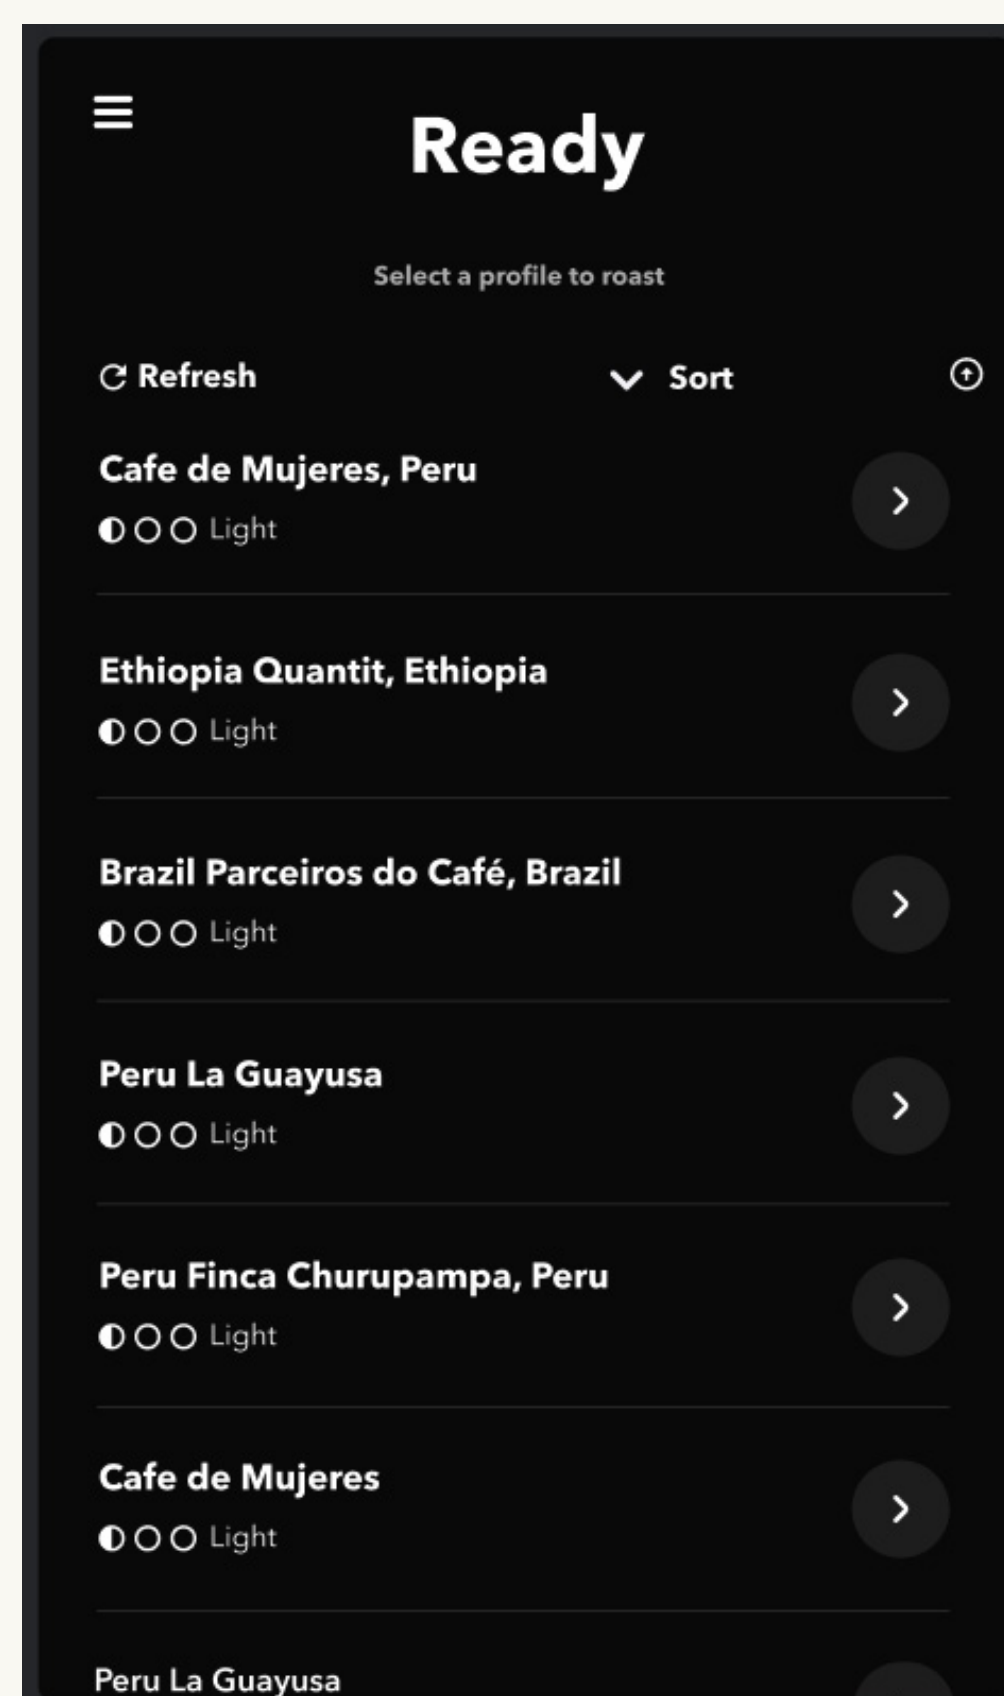 Ready
Select a profile to roast
Refresh
Sort
Cafe de Mujeres, Peru
Light
Ethiopia Quantit, Ethiopia
Light
Brazil Parceiros do Café, Brazil
Light
Peru La Guayusa
Light
Peru Finca Churupampa, Peru
Light
Cafe de Mujeres
Light
Peru La Guayusa